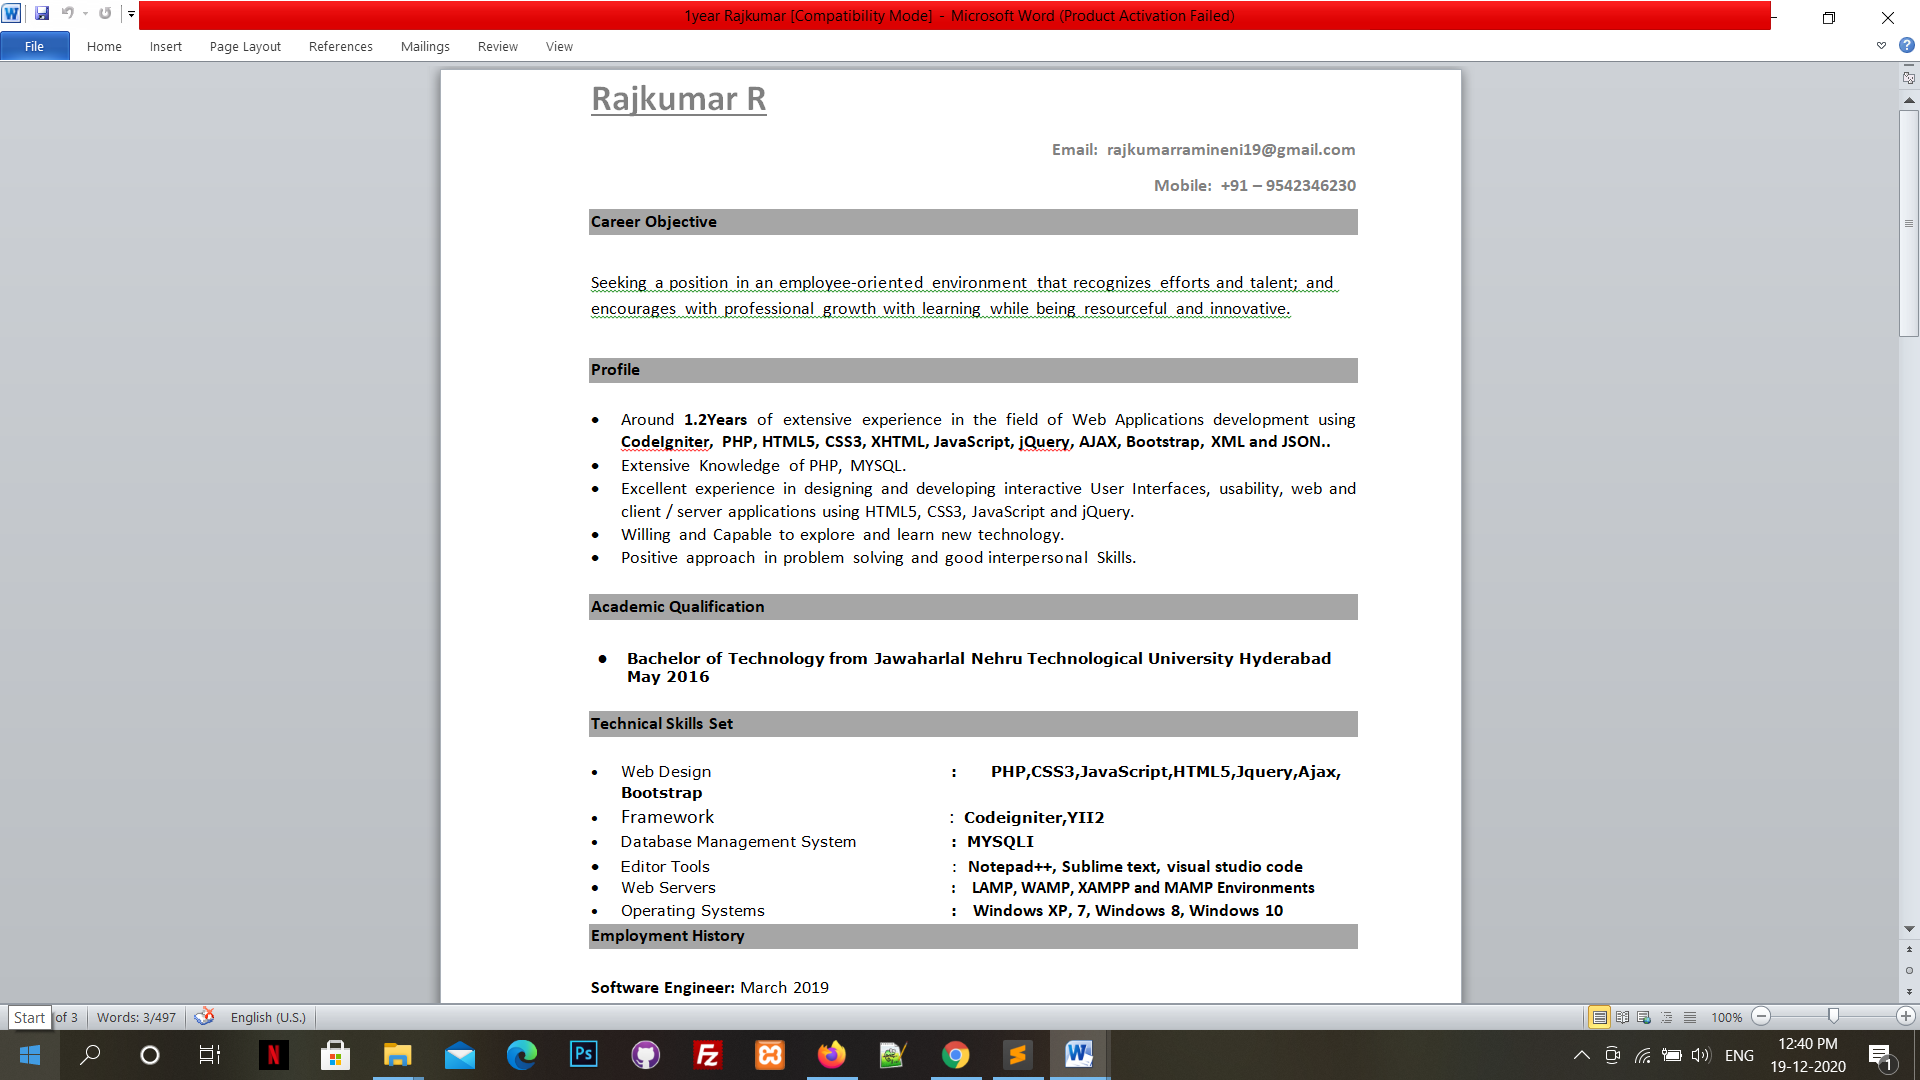 1year Rajkumar [Compatibility Mode] - Microsoft Word (Product Activation Failed)
File Home Insert Page Layout References Mailings Review View
Rajkumar R
Email: rajkumarramineni19@gmail.com
Mobile: +91 – 9542346230
Career Objective
Seeking a position in an employee-oriented environment that recognizes efforts and talent; and
encourages with professional growth with learning while being resourceful and innovative.
Profile
• Around 1.2Years of extensive experience in the field of Web Applications development using
CodeIgniter, PHP, HTML5, CSS3, XHTML, JavaScript, jQuery, AJAX, Bootstrap, XML and JSON..
• Extensive Knowledge of PHP, MYSQL.
• Excellent experience in designing and developing interactive User Interfaces, usability, web and
client / server applications using HTML5, CSS3, JavaScript and jQuery.
• Willing and Capable to explore and learn new technology.
• Positive approach in problem solving and good interpersonal Skills.
Academic Qualification
• Bachelor of Technology from Jawaharlal Nehru Technological University Hyderabad
May 2016
Technical Skills Set
• Web Design : PHP,CSS3,JavaScript,HTML5,Jquery,Ajax,
Bootstrap
• Framework : Codeigniter,YII2
• Database Management System : MYSQLI
• Editor Tools : Notepad++, Sublime text, visual studio code
• Web Servers : LAMP, WAMP, XAMPP and MAMP Environments
• Operating Systems : Windows XP, 7, Windows 8, Windows 10
Employment History
Software Engineer: March 2019
Start of 3 Words: 3/497 English (U.S.) 100%
ENG 12:40 PM
19-12-2020 1